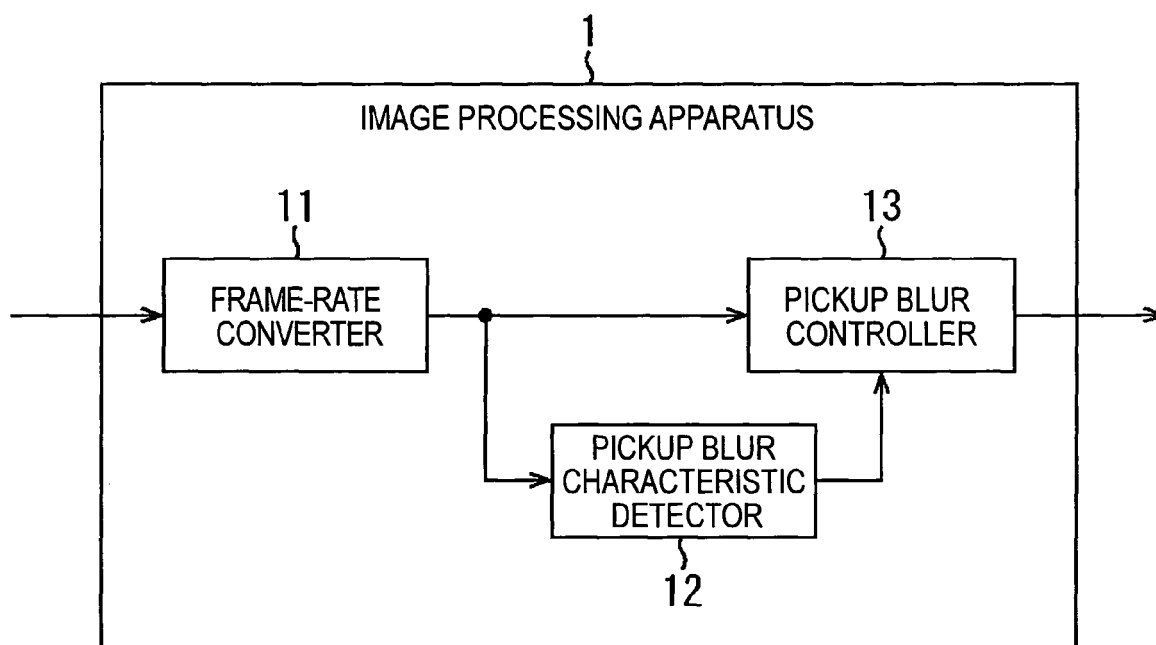 1
IMAGE PROCESSING APPARATUS
11
FRAME-RATE
CONVERTER
13
PICKUP BLUR
CONTROLLER
PICKUP BLUR
CHARACTERISTIC
DETECTOR
12